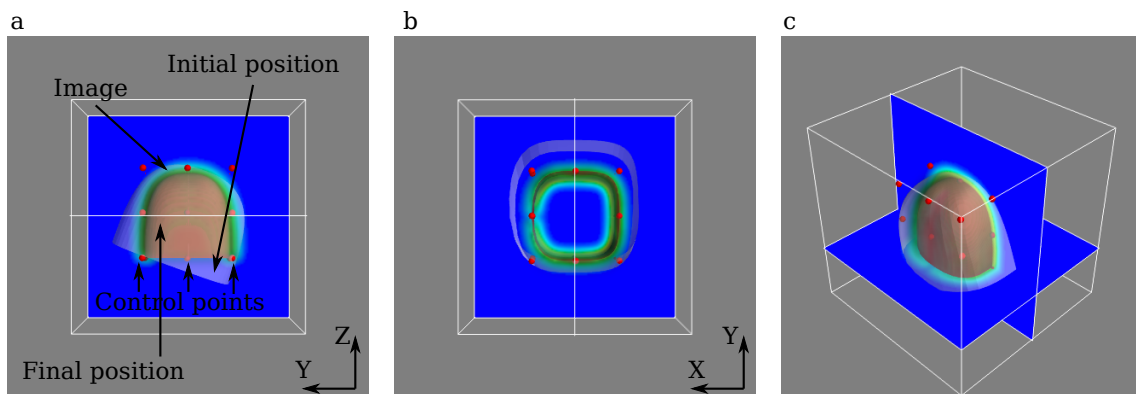 a
b
c
Initial position
Image
Control points
Final position
Z
Y
Y
X